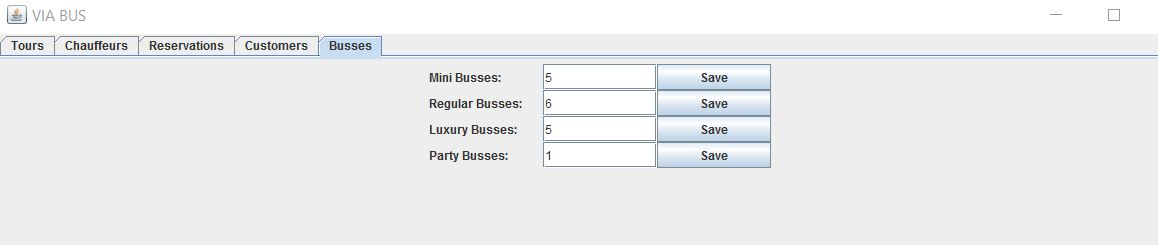 VIA BUS
Tours Chauffeurs Reservations Customers Busses
Mini Busses: 5 Save
Regular Busses: 6 Save
Luxury Busses: 5 Save
Party Busses: 1 Save